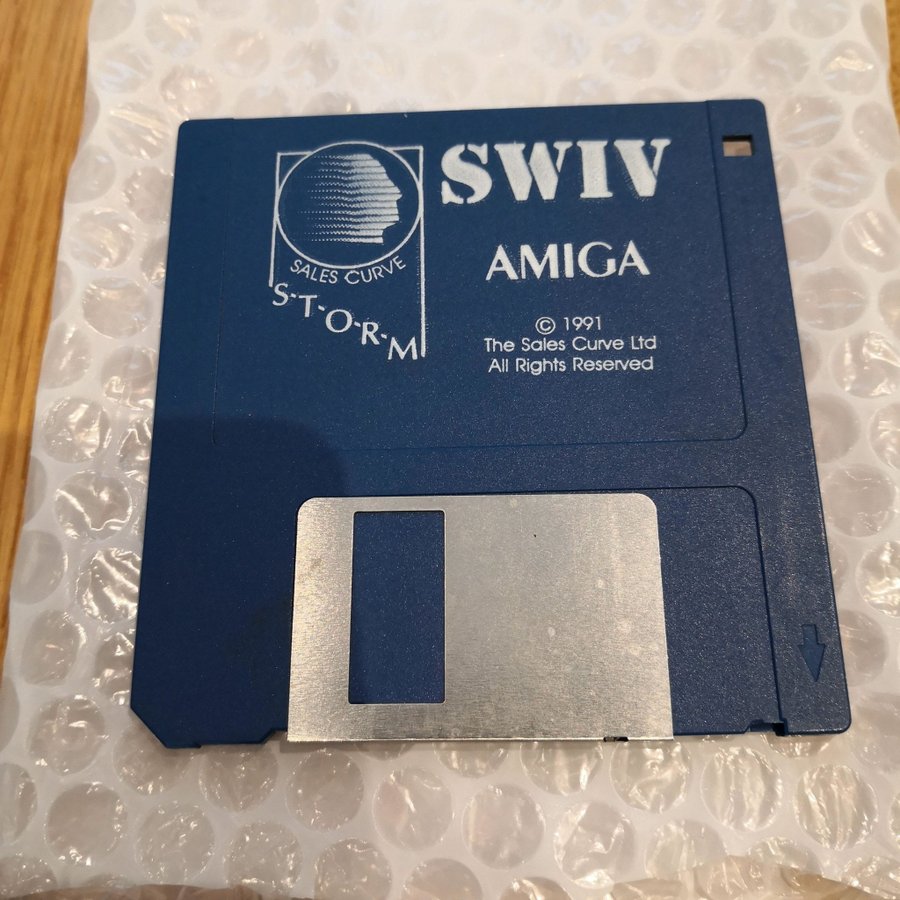 SWIV
AMIGA
© 1991
The Sales Curve Ltd
All Rights Reserved
SALES CURVE
S·T·O·R·M